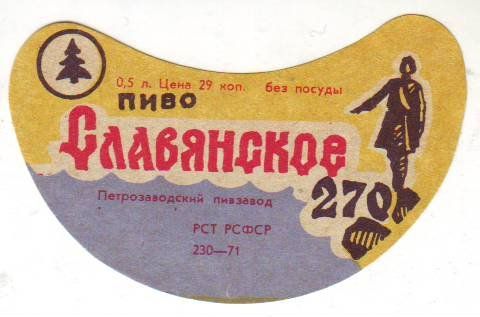 0,5 л. Цена 29 коп. без посуды
ПИВО
Славянское
270
Петрозаводский пивзавод
РСТ РСФСР
230—71